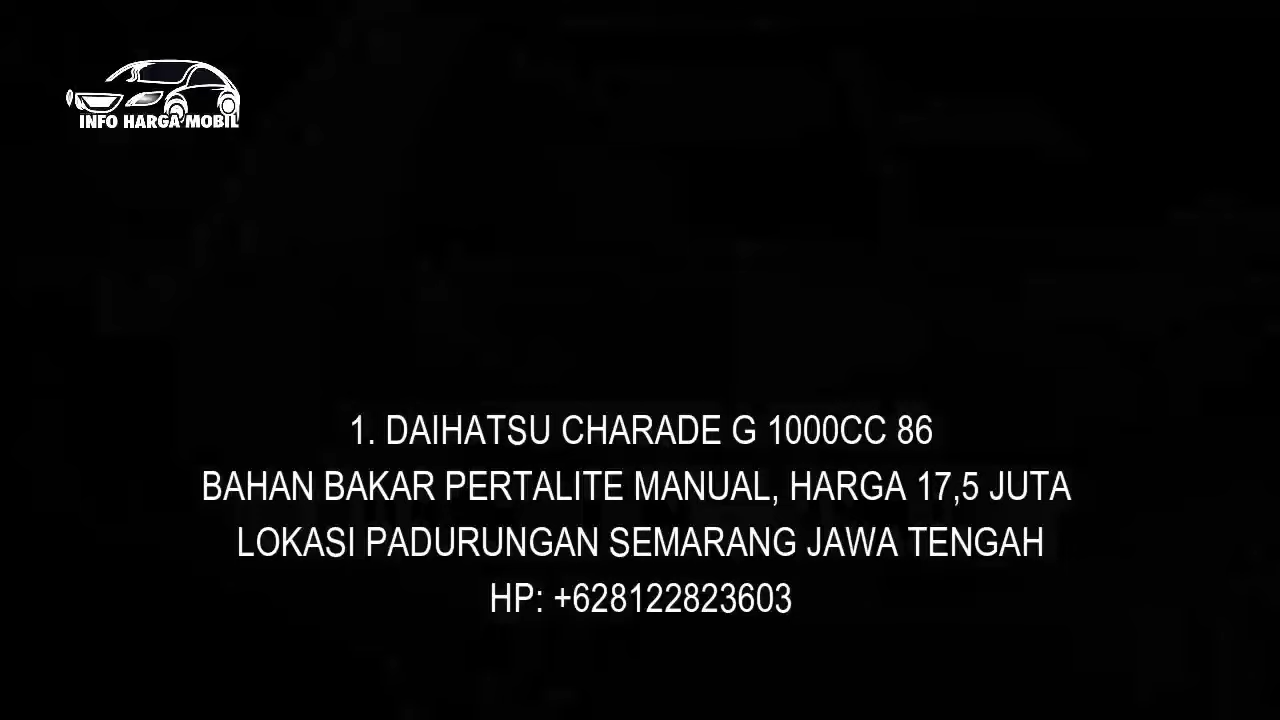 INFO HARGA MOBIL
1. DAIHATSU CHARADE G 1000CC 86
BAHAN BAKAR PERTALITE MANUAL, HARGA 17,5 JUTA
LOKASI PADURUNGAN SEMARANG JAWA TENGAH
HP: +628122823603